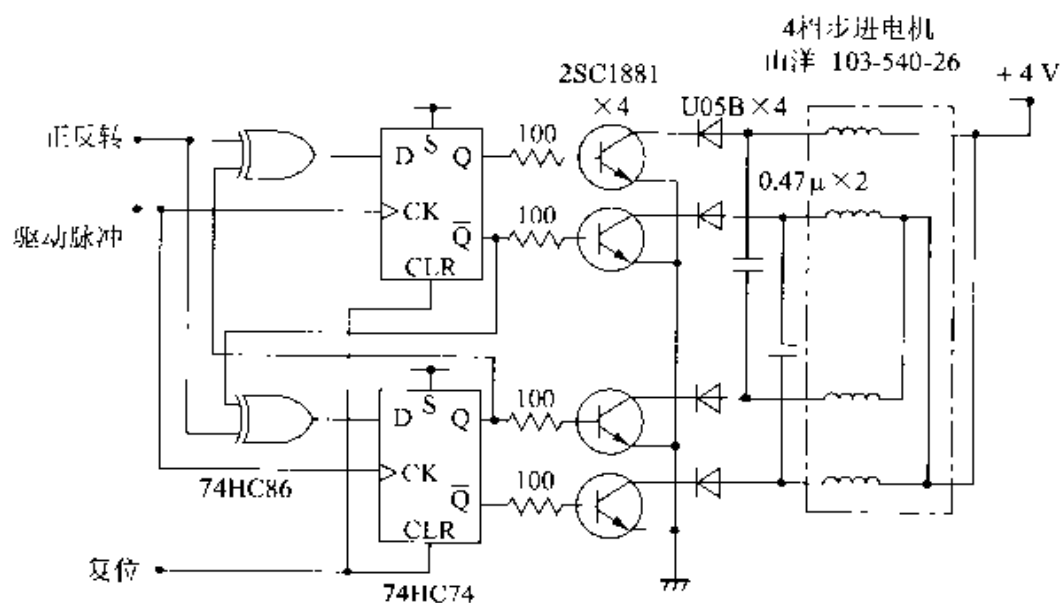 4相步进电机
山洋 103-540-26
+4 V
2SC1881
×4
U05B×4
正反转
驱动脉冲
复位
S
D
Q
CK
Q̅
CLR
100
100
0.47μ×2
S
D
Q
CK
Q̅
CLR
100
100
74HC86
74HC74